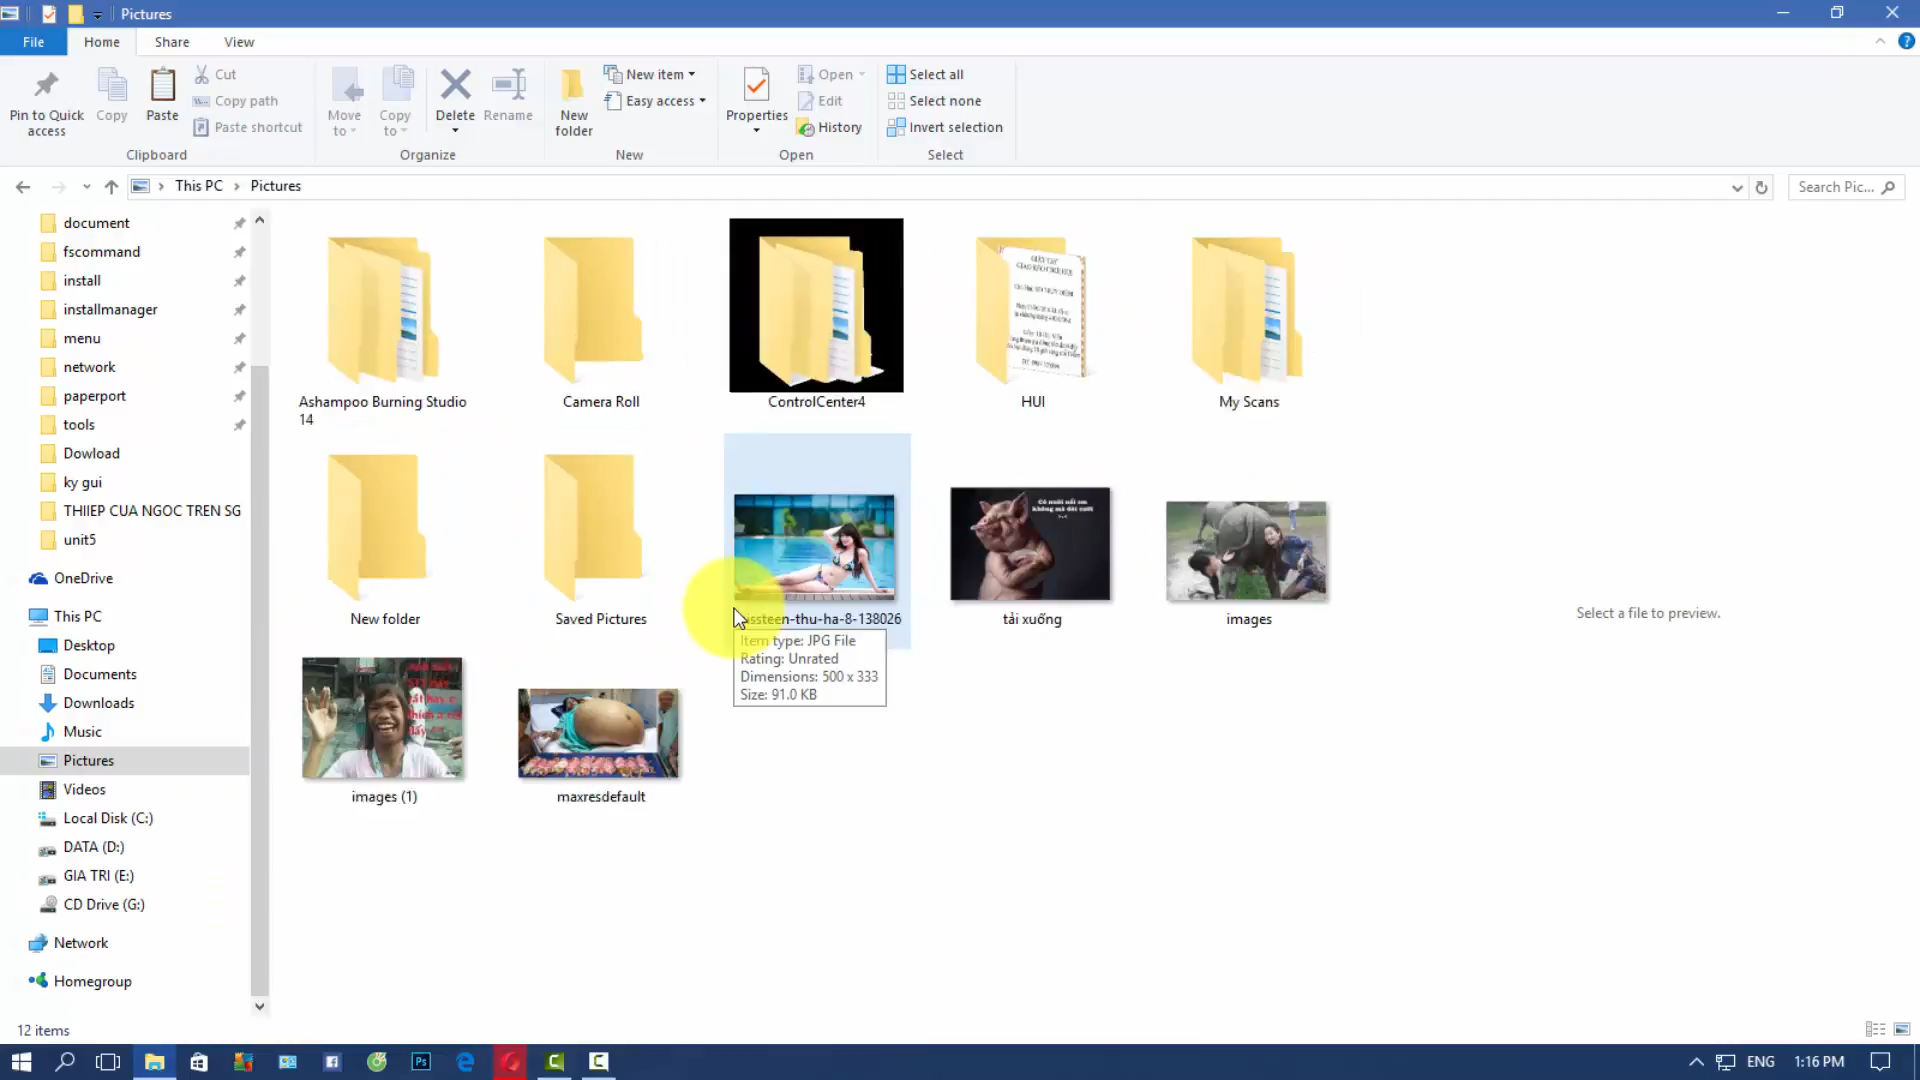 Pictures
File
Home
Share
View
Pin to Quick access
Copy
Paste
Cut
Copy path
Paste shortcut
Clipboard
Move to
Copy to
Delete
Rename
Organize
New folder
New item
Easy access
New
Properties
Open
Edit
History
Open
Select all
Select none
Invert selection
Select
This PC
Pictures
Search Pic...
document
fscommand
install
installmanager
menu
network
paperport
tools
Dowload
ky gui
THIIEP CUA NGOC TREN SG
unit5
OneDrive
This PC
Desktop
Documents
Downloads
Music
Pictures
Videos
Local Disk (C:)
DATA (D:)
GIA TRI (E:)
CD Drive (G:)
Network
Homegroup
Ashampoo Burning Studio
14
Camera Roll
ControlCenter4
HUI
My Scans
New folder
Saved Pictures
issteen-thu-ha-8-138026
Item type: JPG File
Rating: Unrated
Dimensions: 500 x 333
Size: 91.0 KB
tải xuống
images
images (1)
maxresdefault
Select a file to preview.
12 items
Ps
ENG
1:16 PM